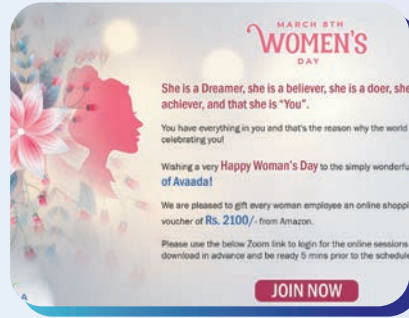 MARCH 8TH
WOMEN'S
DAY
She is a Dreamer, she is a believer, she is a doer, she
achiever, and that she is "You".
You have everything in you and that's the reason why the world
celebrating you!
Wishing a very Happy Woman's Day to the simply
of Avaada!
We are pleased to gift every woman employee an online
voucher of Rs. 2100/- from Amazon.
Please use the below Zoom link to login for the online sessions
download in advance and be ready 5 mins prior to the
JOIN NOW